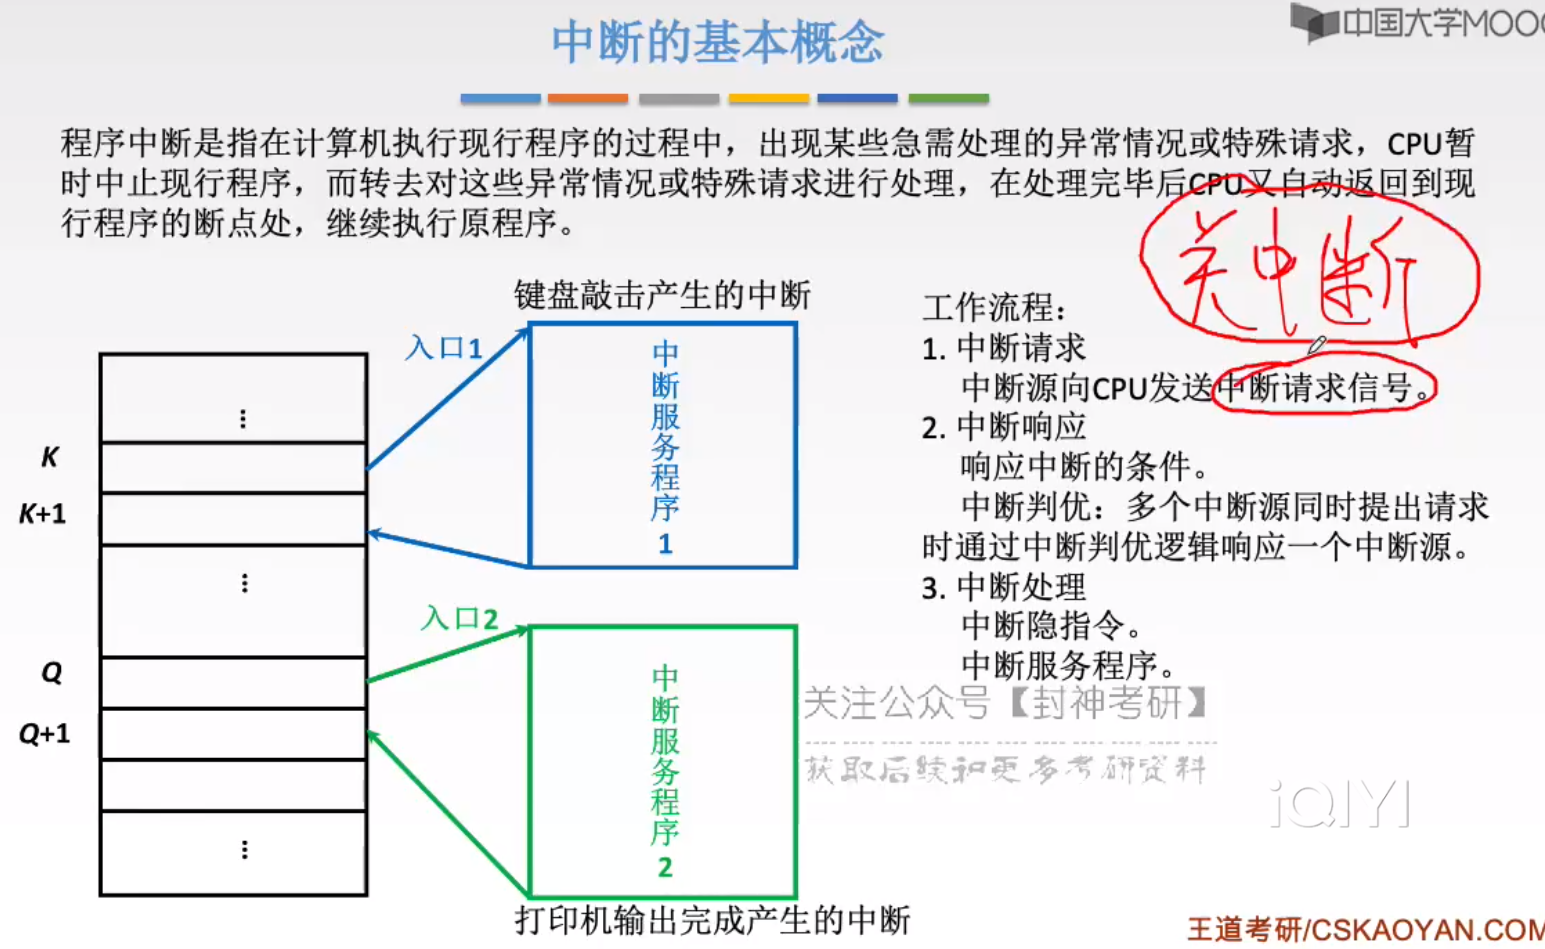 中断的基本概念
中国大学MOOC
程序中断是指在计算机执行现行程序的过程中，出现某些急需处理的异常情况或特殊请求，CPU暂
时中止现行程序，而转去对这些异常情况或特殊请求进行处理，在处理完毕后CPU又自动返回到现
行程序的断点处，继续执行原程序。
关中断
键盘敲击产生的中断
入口1
中断服务程序1
⋮
K
K+1
⋮
入口2
Q
Q+1
⋮
中断服务程序2
打印机输出完成产生的中断
工作流程：
1. 中断请求
中断源向CPU发送中断请求信号。
2. 中断响应
响应中断的条件。
中断判优：多个中断源同时提出请求
时通过中断判优逻辑响应一个中断源。
3. 中断处理
中断隐指令。
中断服务程序。
关注公众号【封神考研】
获取后续和更多考研资料
iQIYI
王道考研/CSKAOYAN.COM